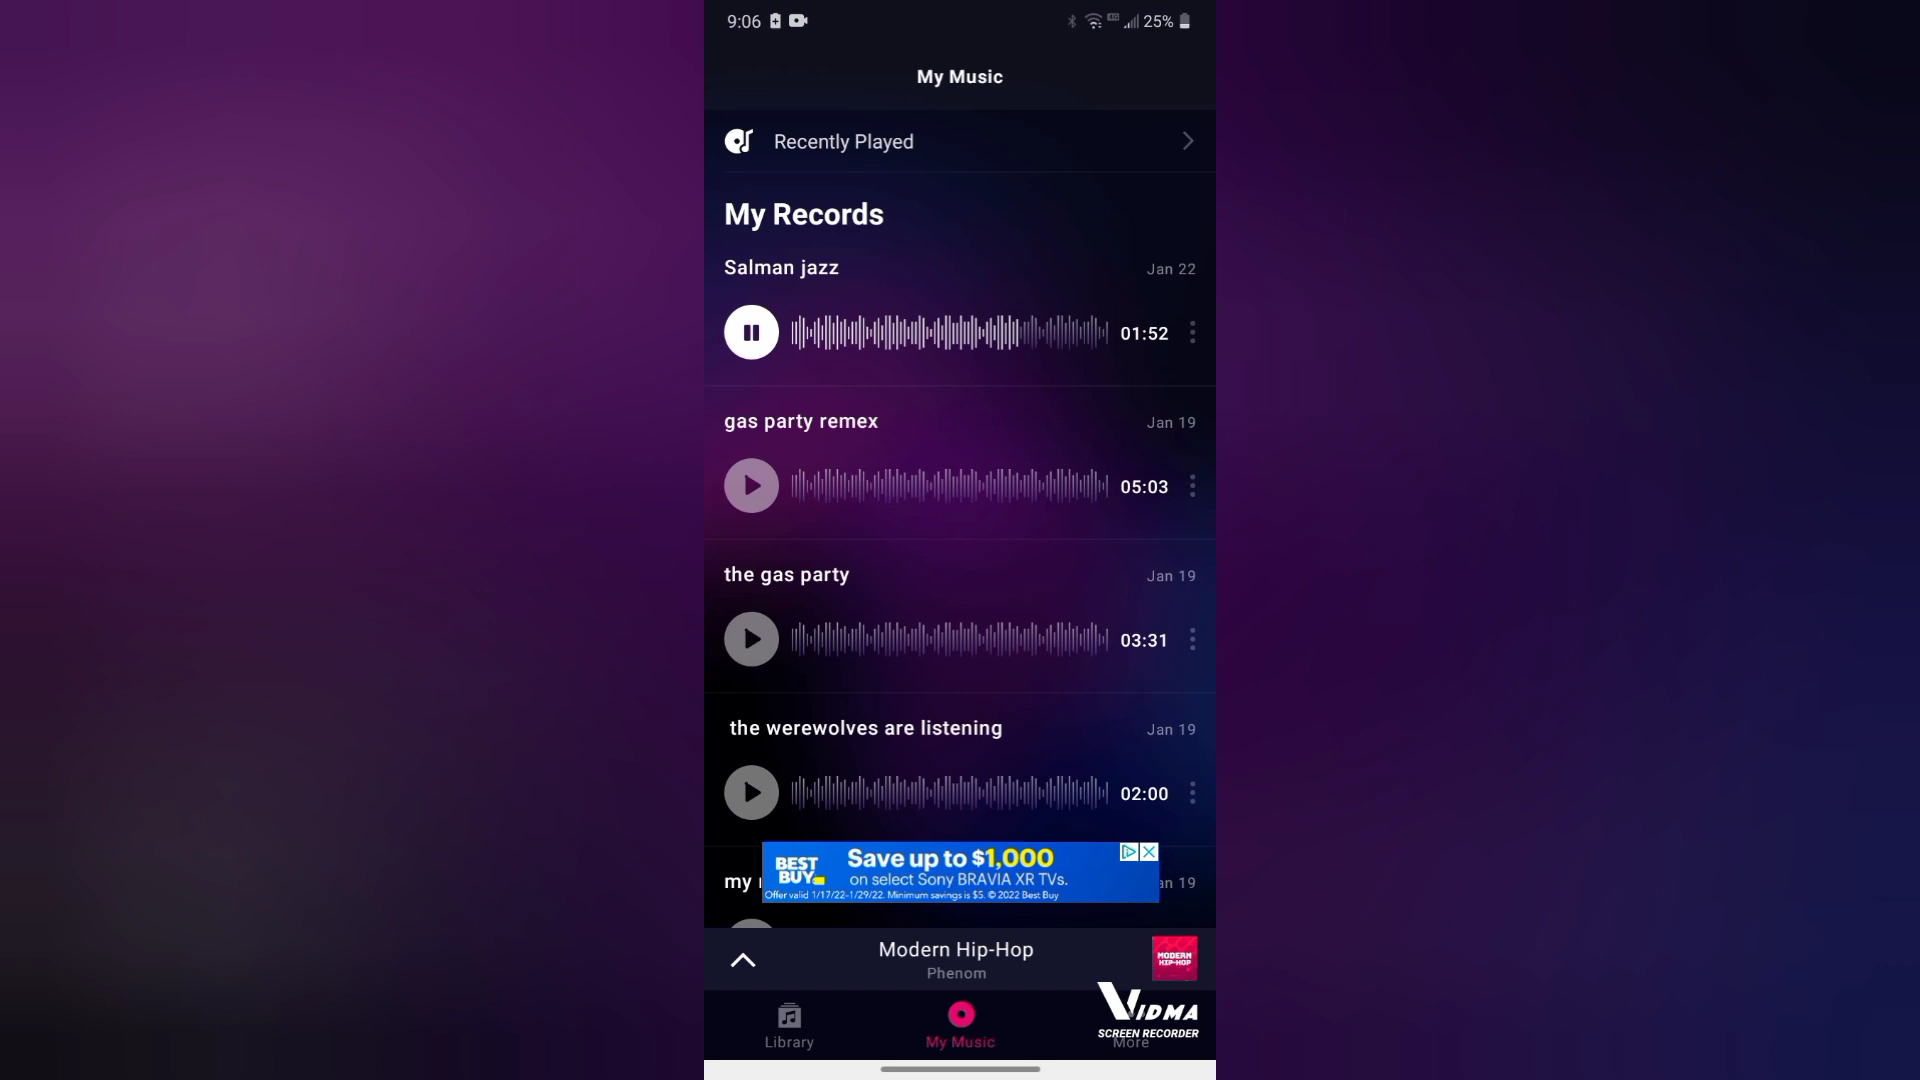 9:06
4G 25%
My Music
Recently Played
My Records
Salman jazz
Jan 22
01:52
gas party remex
Jan 19
05:03
the gas party
Jan 19
03:31
the werewolves are listening
Jan 19
02:00
my
an 19
BEST BUY
Save up to $1,000
on select Sony BRAVIA XR TVs.
Offer valid 1/17/22-1/29/22. Minimum savings is $5. © 2022 Best Buy
Modern Hip-Hop
Phenom
MODERN
HIP-HOP
VIDMA
SCREEN RECORDER
Library
My Music
More